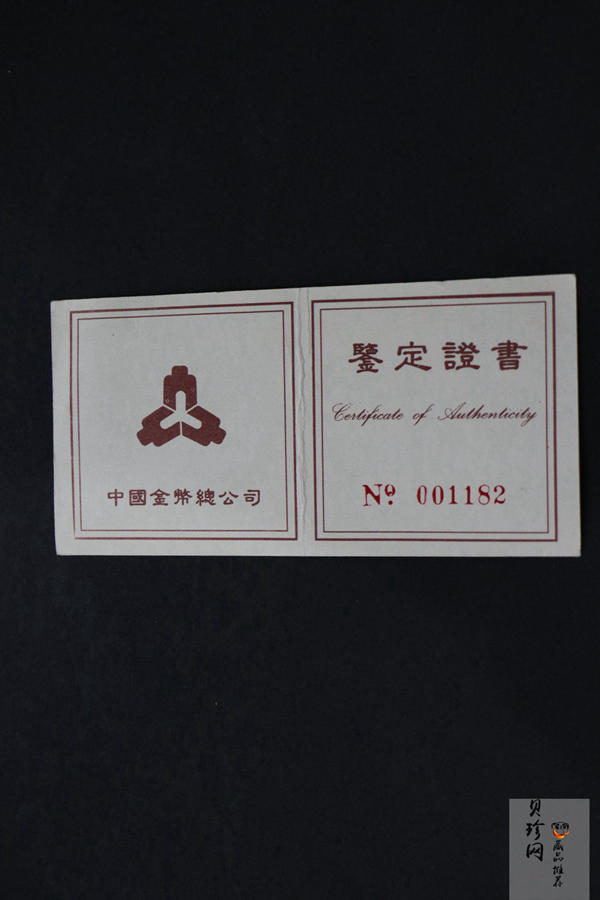 中國金幣總公司
鑒定證書
Certificate of Authenticity
Nº 001182
贝珍网
藏品推荐